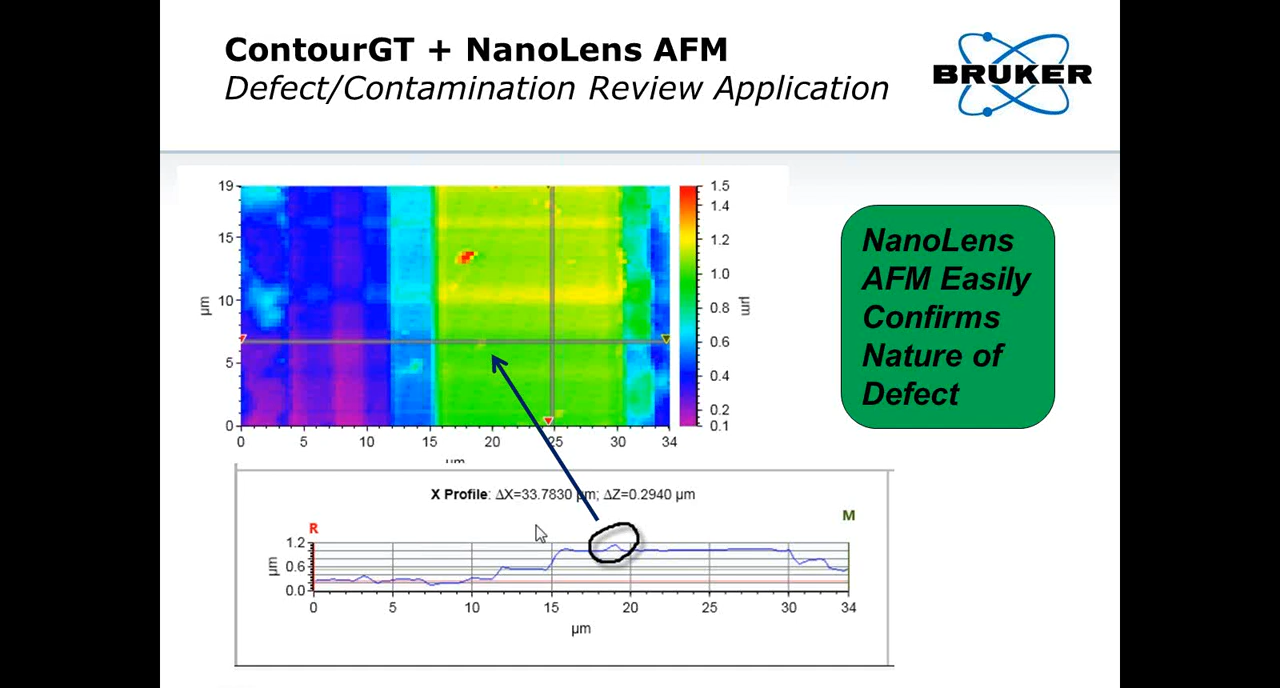 ContourGT + NanoLens AFM
Defect/Contamination Review Application
BRUKER
19
15
10
5
0
µm
0 5 10 15 20 25 30 34
µm
1.5
1.4
1.2
1.0
0.8
0.6
0.4
0.2
0.1
µm
NanoLens
AFM Easily
Confirms
Nature of
Defect
X Profile: ΔX=33.7830 µm; ΔZ=0.2940 µm
R
M
1.2
0.6
0.0
µm
0 5 10 15 20 25 30 34
µm